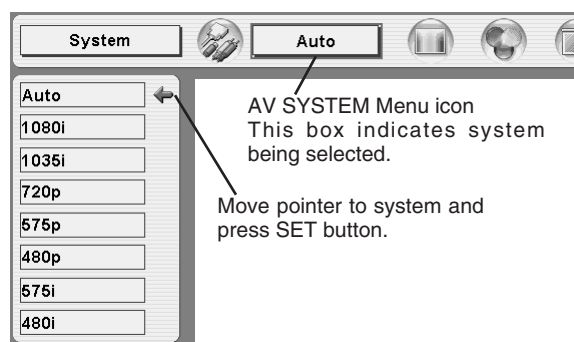 System
Auto
Auto
1080i
1035i
720p
575p
480p
575i
480i
AV SYSTEM Menu icon
This box indicates system
being selected.
Move pointer to system and
press SET button.